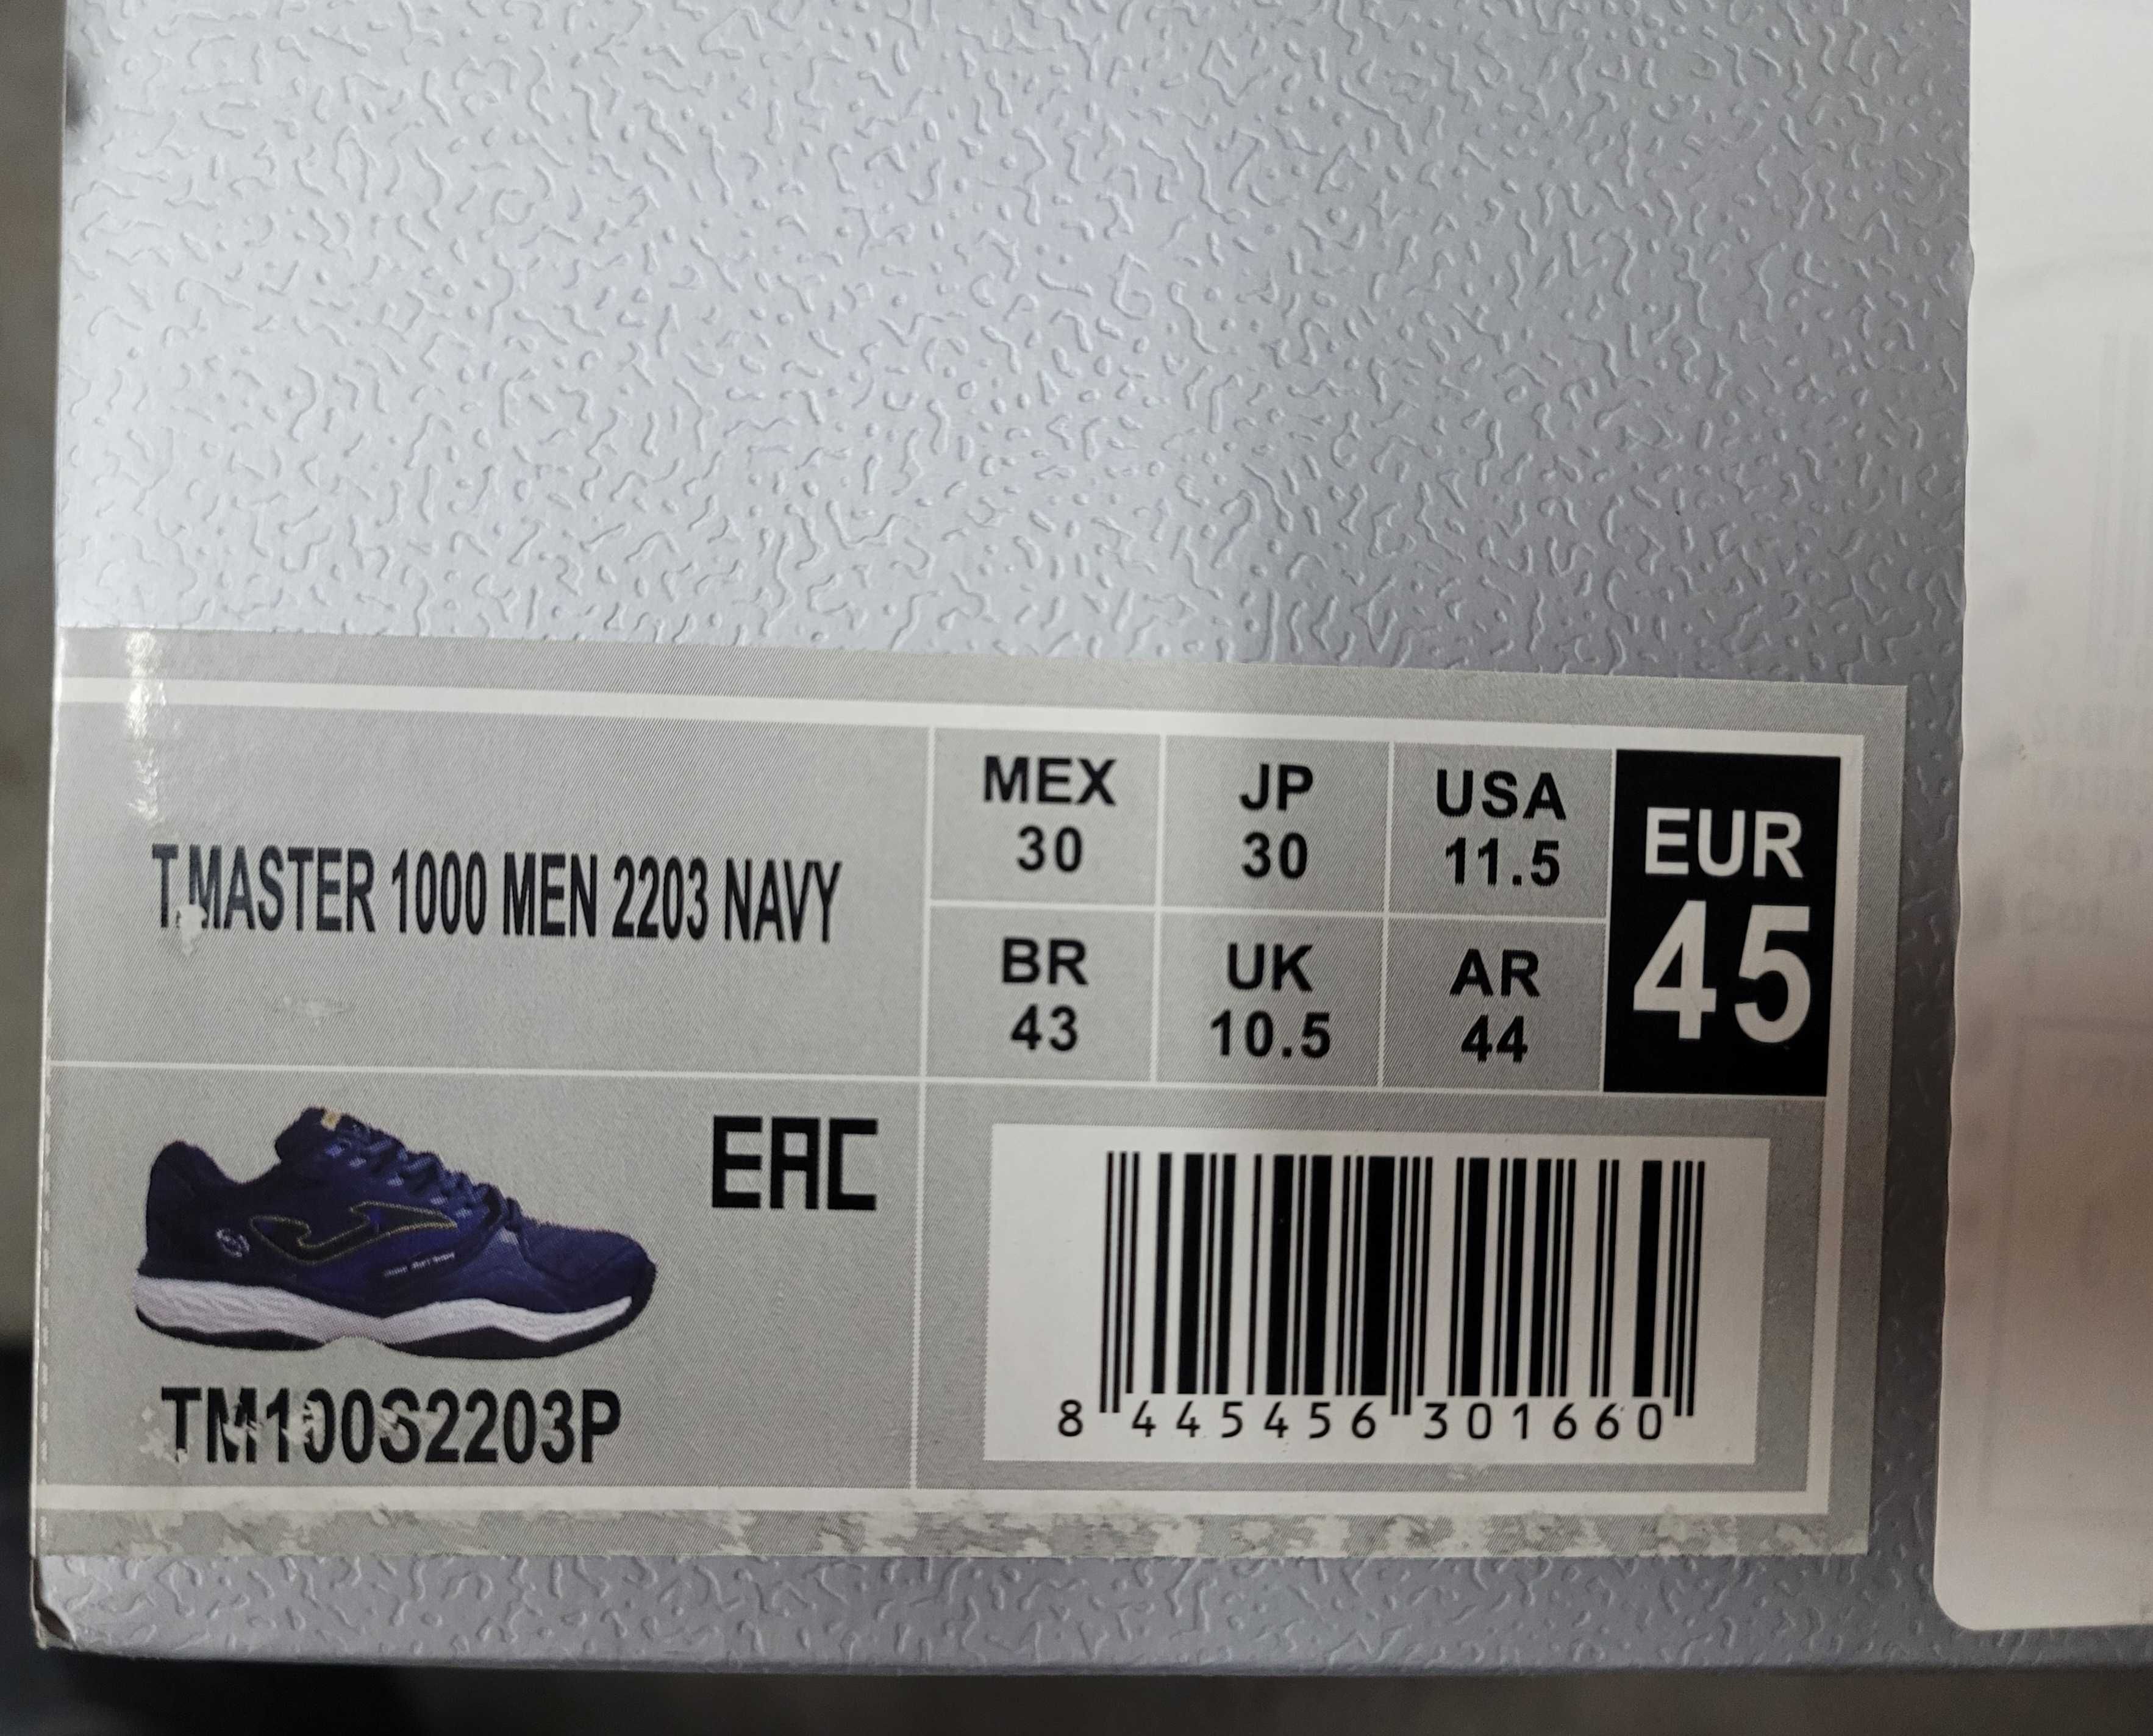 T.MASTER 1000 MEN 2203 NAVY
MEX
30
JP
30
USA
11.5
EUR
45
BR
43
UK
10.5
AR
44
EAC
TM100S2203P
8 445456 301660